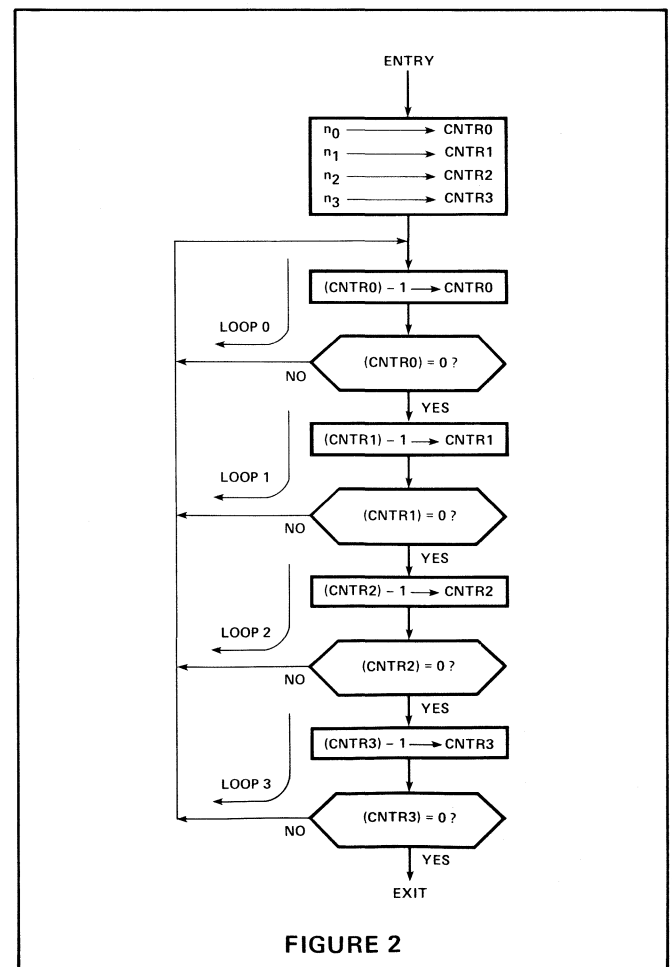 ENTRY
n0 → CNTR0
n1 → CNTR1
n2 → CNTR2
n3 → CNTR3
(CNTR0) – 1 → CNTR0
LOOP 0
(CNTR0) = 0 ?
NO
YES
(CNTR1) – 1 → CNTR1
LOOP 1
(CNTR1) = 0 ?
NO
YES
(CNTR2) – 1 → CNTR2
LOOP 2
(CNTR2) = 0 ?
NO
YES
(CNTR3) – 1 → CNTR3
LOOP 3
(CNTR3) = 0 ?
NO
YES
EXIT
FIGURE 2